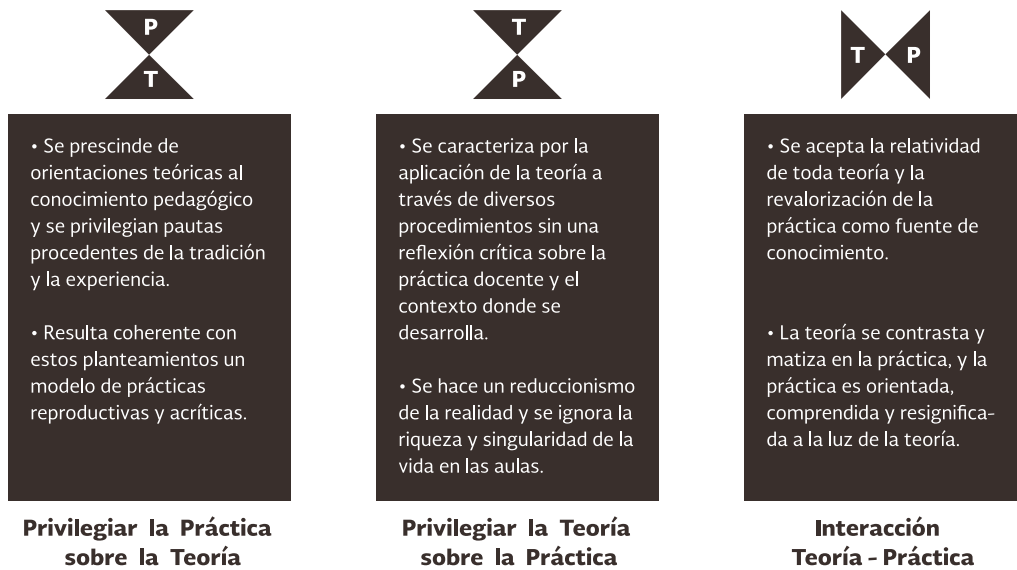 P
T
• Se prescinde de
orientaciones teóricas al
conocimiento pedagógico
y se privilegian pautas
procedentes de la tradición
y la experiencia.
• Resulta coherente con
estos planteamientos un
modelo de prácticas
reproductivas y acríticas.
Privilegiar la Práctica
sobre la Teoría
T
P
• Se caracteriza por la
aplicación de la teoría a
través de diversos
procedimientos sin una
reflexión crítica sobre la
práctica docente y el
contexto donde se
desarrolla.
• Se hace un reduccionismo
de la realidad y se ignora la
riqueza y singularidad de la
vida en las aulas.
Privilegiar la Teoría
sobre la Práctica
T P
• Se acepta la relatividad
de toda teoría y la
revalorización de la
práctica como fuente de
conocimiento.
• La teoría se contrasta y
matiza en la práctica, y la
práctica es orientada,
comprendida y resignifica-
da a la luz de la teoría.
Interacción
Teoría - Práctica